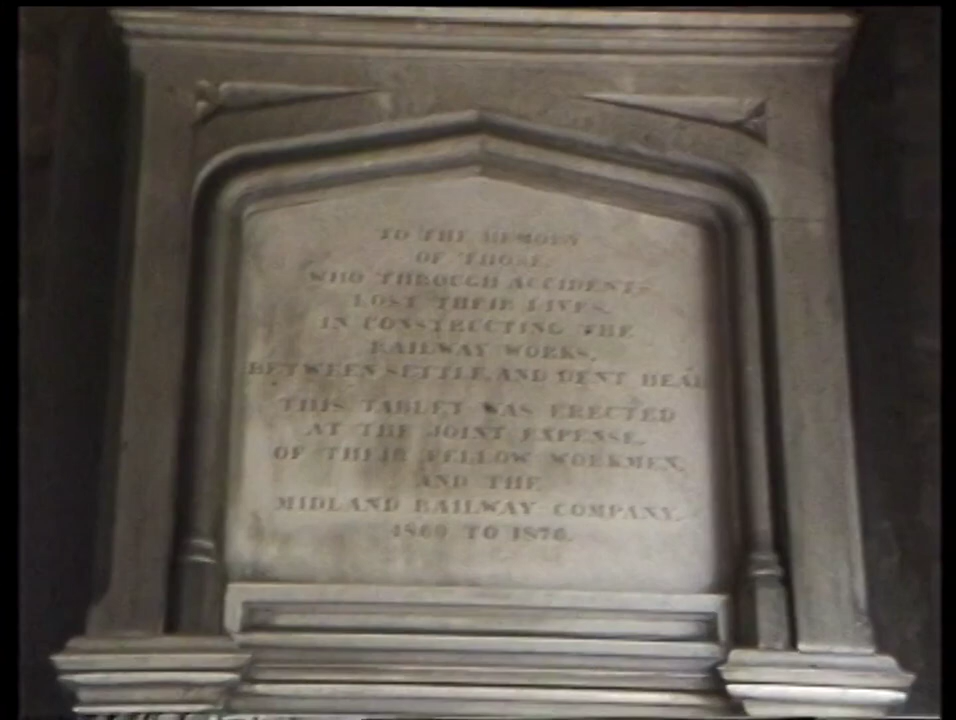 TO THE MEMORY
OF THOSE,
WHO THROUGH ACCIDENTS
LOST THEIR LIVES,
IN CONSTRUCTING THE
RAILWAY WORKS,
BETWEEN SETTLE, AND DENT HEAD
THIS TABLET WAS ERECTED
AT THE JOINT EXPENSE,
OF THEIR FELLOW WORKMEN,
AND THE
MIDLAND RAILWAY COMPANY.
1869 TO 1876.